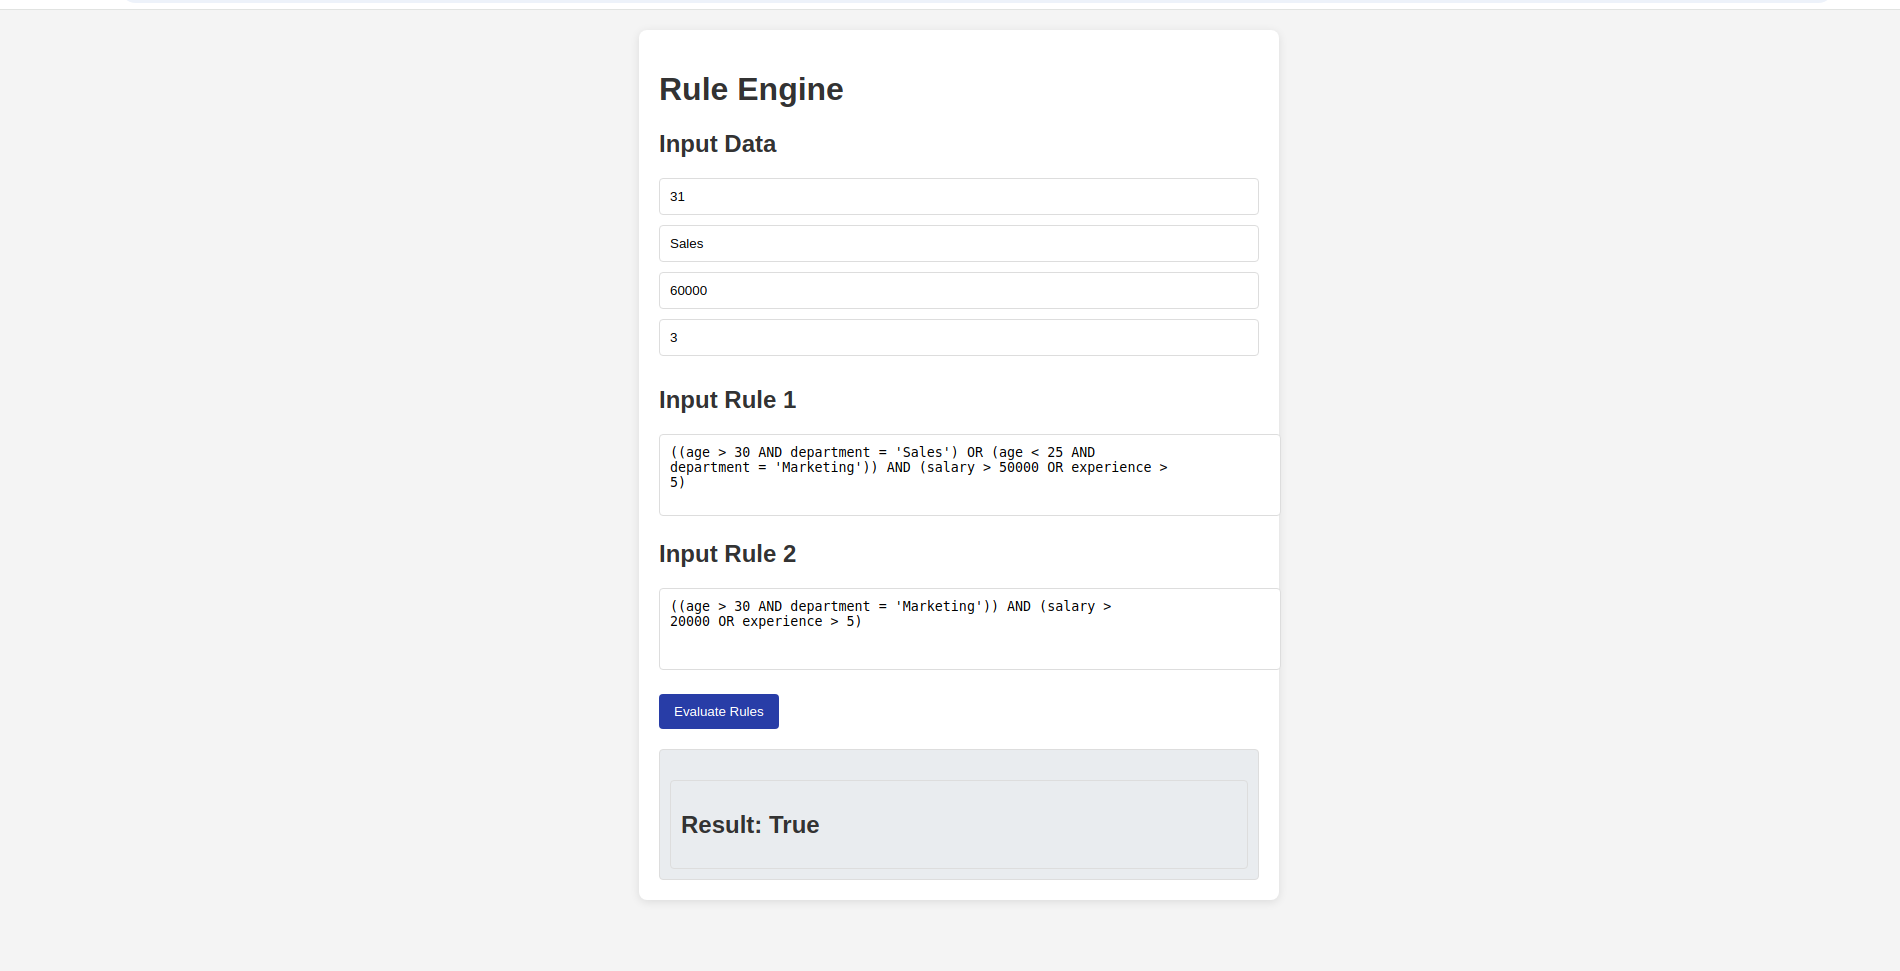 Rule Engine
Input Data
31
Sales
60000
3
Input Rule 1
((age > 30 AND department = 'Sales') OR (age < 25 AND
department = 'Marketing')) AND (salary > 50000 OR experience >
5)
Input Rule 2
((age > 30 AND department = 'Marketing')) AND (salary >
20000 OR experience > 5)
Evaluate Rules
Result: True